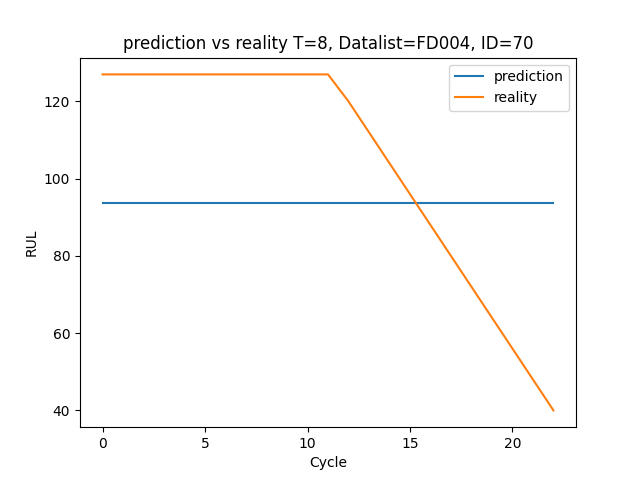 prediction vs reality T=8, Datalist=FD004, ID=70
prediction
reality
120
100
80
60
40
RUL
0 5 10 15 20
Cycle